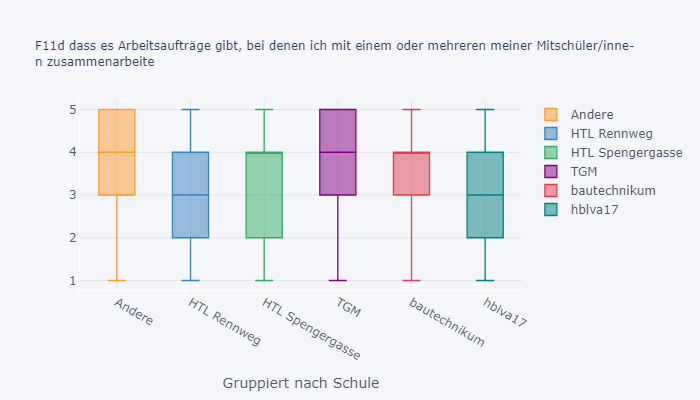 F11d dass es Arbeitsaufträge gibt, bei denen ich mit einem oder mehreren meiner Mitschüler/inne-
n zusammenarbeite
5
4
3
2
1
Andere
HTL Rennweg
HTL Spengergasse
TGM
bautechnikum
hblva17
Gruppiert nach Schule
Andere
HTL Rennweg
HTL Spengergasse
TGM
bautechnikum
hblva17